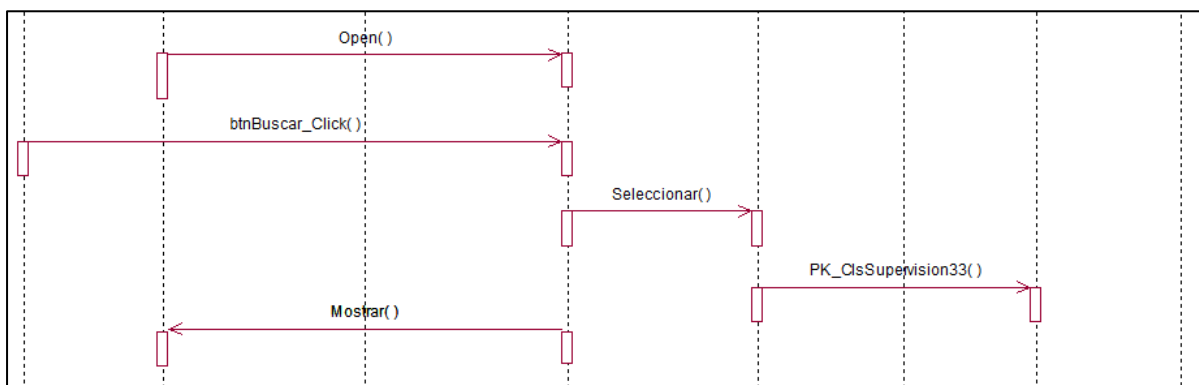 Open( )
btnBuscar_Click( )
Seleccionar( )
PK_ClsSupervision33( )
Mostrar( )